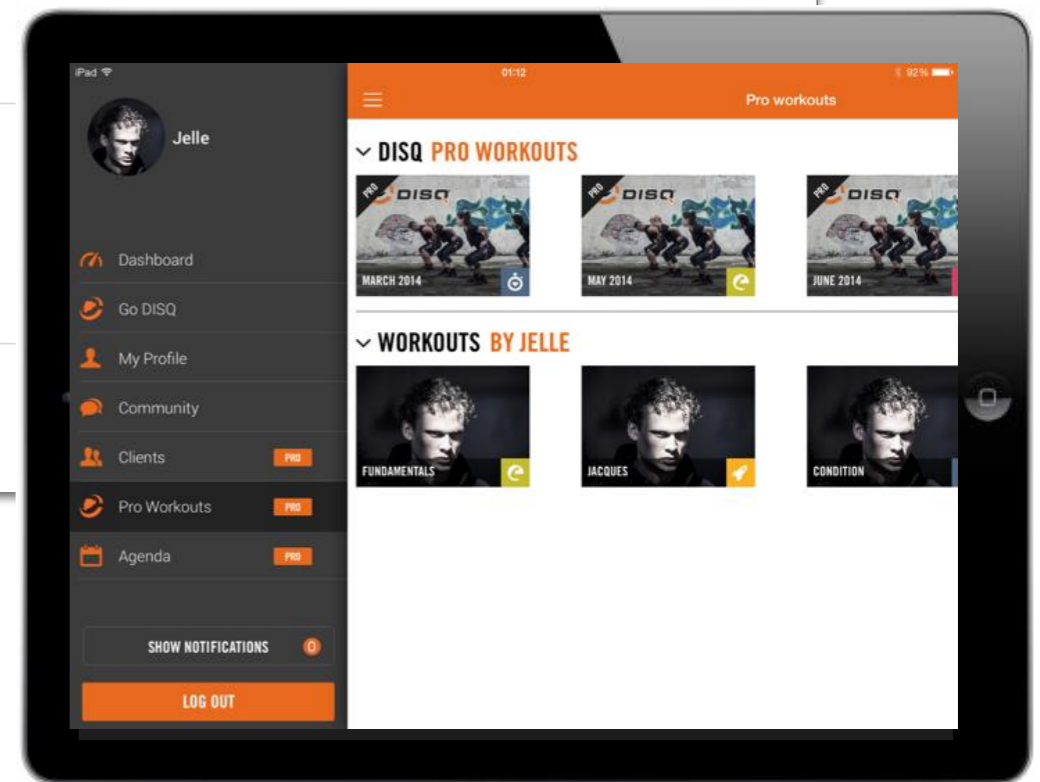 iPad
01:12
92%
Jelle
Pro workouts
Dashboard
Go DISQ
My Profile
Community
Clients PRO
Pro Workouts PRO
Agenda PRO
SHOW NOTIFICATIONS 0
LOG OUT
DISQ PRO WORKOUTS
PRO DISQ
MARCH 2014
PRO DISQ
MAY 2014
PRO DISQ
JUNE 2014
WORKOUTS BY JELLE
FUNDAMENTALS
JACQUES
CONDITION